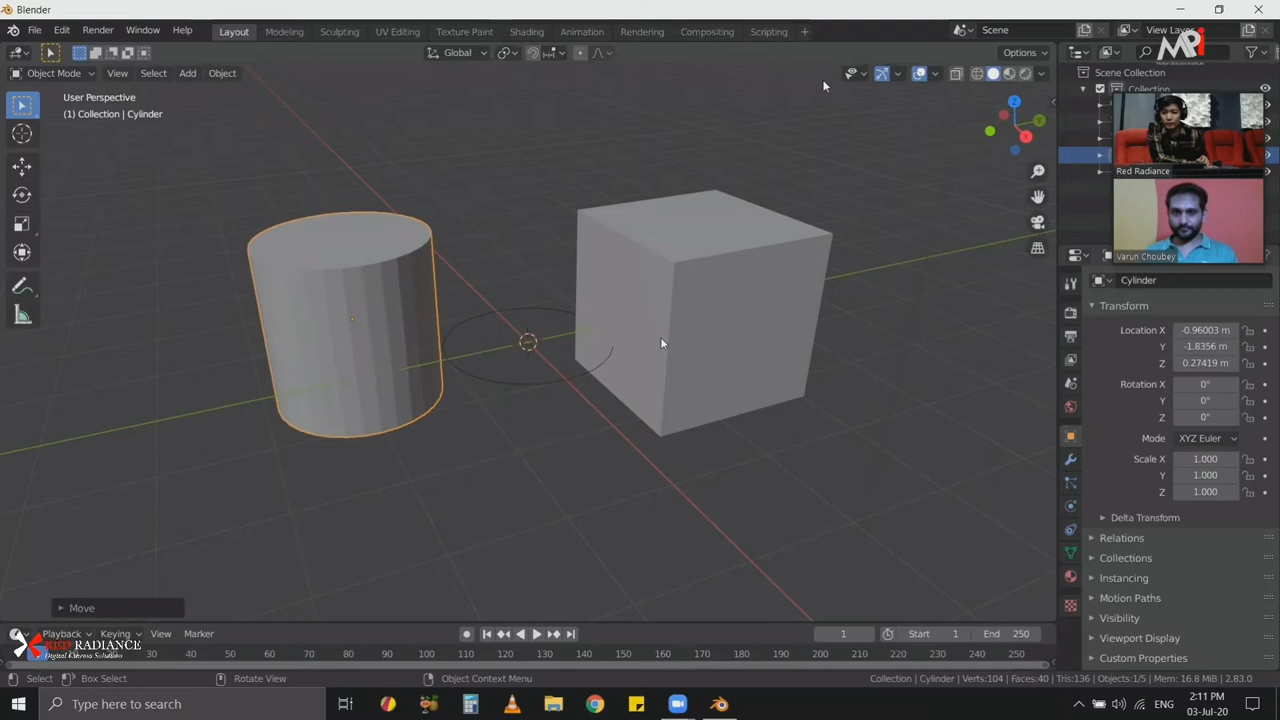 Blender
File Edit Render Window Help
Layout Modeling Sculpting UV Editing Texture Paint Shading Animation Rendering Compositing Scripting +
Scene
View Layer
Global
Options
Object Mode View Select Add Object
User Perspective
(1) Collection | Cylinder
Z
Y
X
MRi
Scene Collection
Collection
Red Radiance
Varun Choubey
Cylinder
Transform
Location X -0.96003 m
Y -1.8356 m
Z 0.27419 m
Rotation X 0°
Y 0°
Z 0°
Mode XYZ Euler
Scale X 1.000
Y 1.000
Z 1.000
Delta Transform
Relations
Collections
Instancing
Motion Paths
Visibility
Viewport Display
Custom Properties
Move
Playback Keying View Marker
1 Start 1 End 250
RED RADIANCE
Digital Cinema Solutions
30 40 50 60 70 80 90 100 110 120 130 140 150 160 170 180 190 200 210 220 230 240 250
Select Box Select Rotate View Object Context Menu
Collection | Cylinder | Verts:104 | Faces:40 | Tris:136 | Objects:1/5 | Mem: 16.8 MiB | 2.83.0
Type here to search
ENG
2:11 PM
03-Jul-20